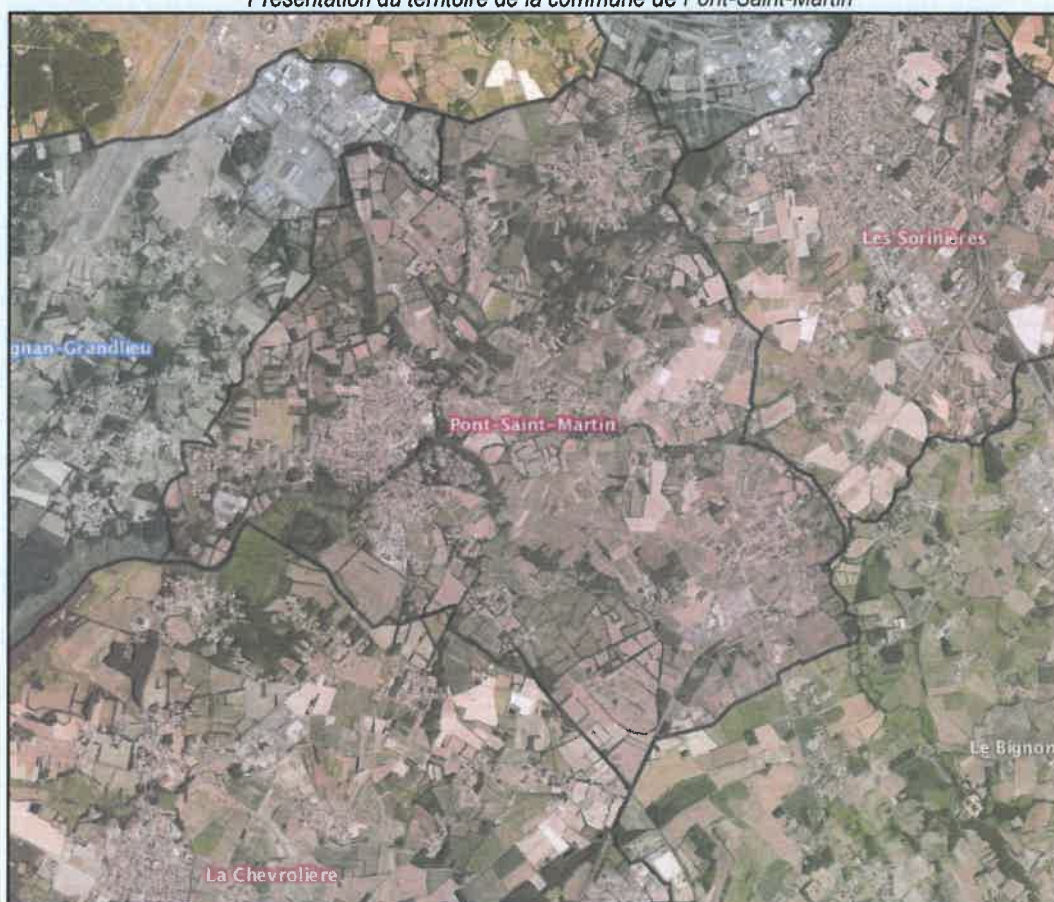 Présentation du territoire de la commune de Pont-Saint-Martin
Les Sorinières
gnan-Grandlieu
Pont-Saint-Martin
Le Bignon
La Chevrolière